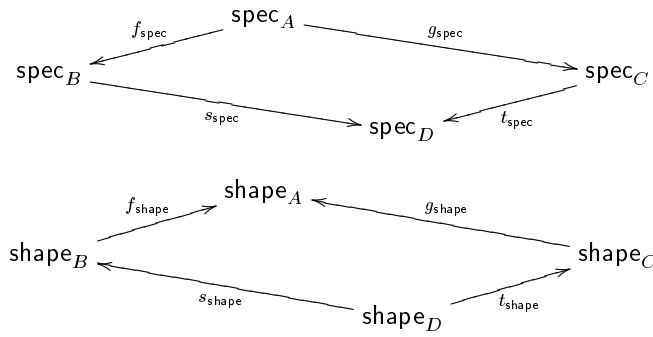 spec_A
f_spec g_spec
spec_B spec_C
s_spec t_spec
spec_D
shape_A
f_shape g_shape
shape_B shape_C
s_shape t_shape
shape_D